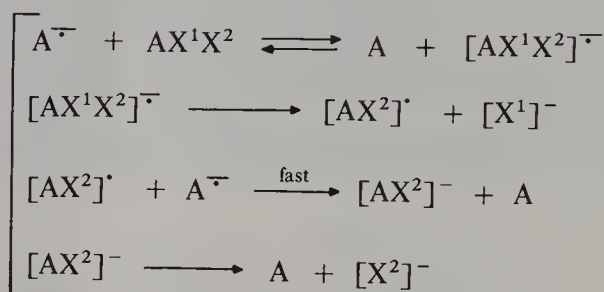 A⨪ + AX¹X² ⇌ A + [AX¹X²]⨪
[AX¹X²]⨪ ⟶ [AX²]˙ + [X¹]⁻
[AX²]˙ + A⨪ fast ⟶ [AX²]⁻ + A
[AX²]⁻ ⟶ A + [X²]⁻